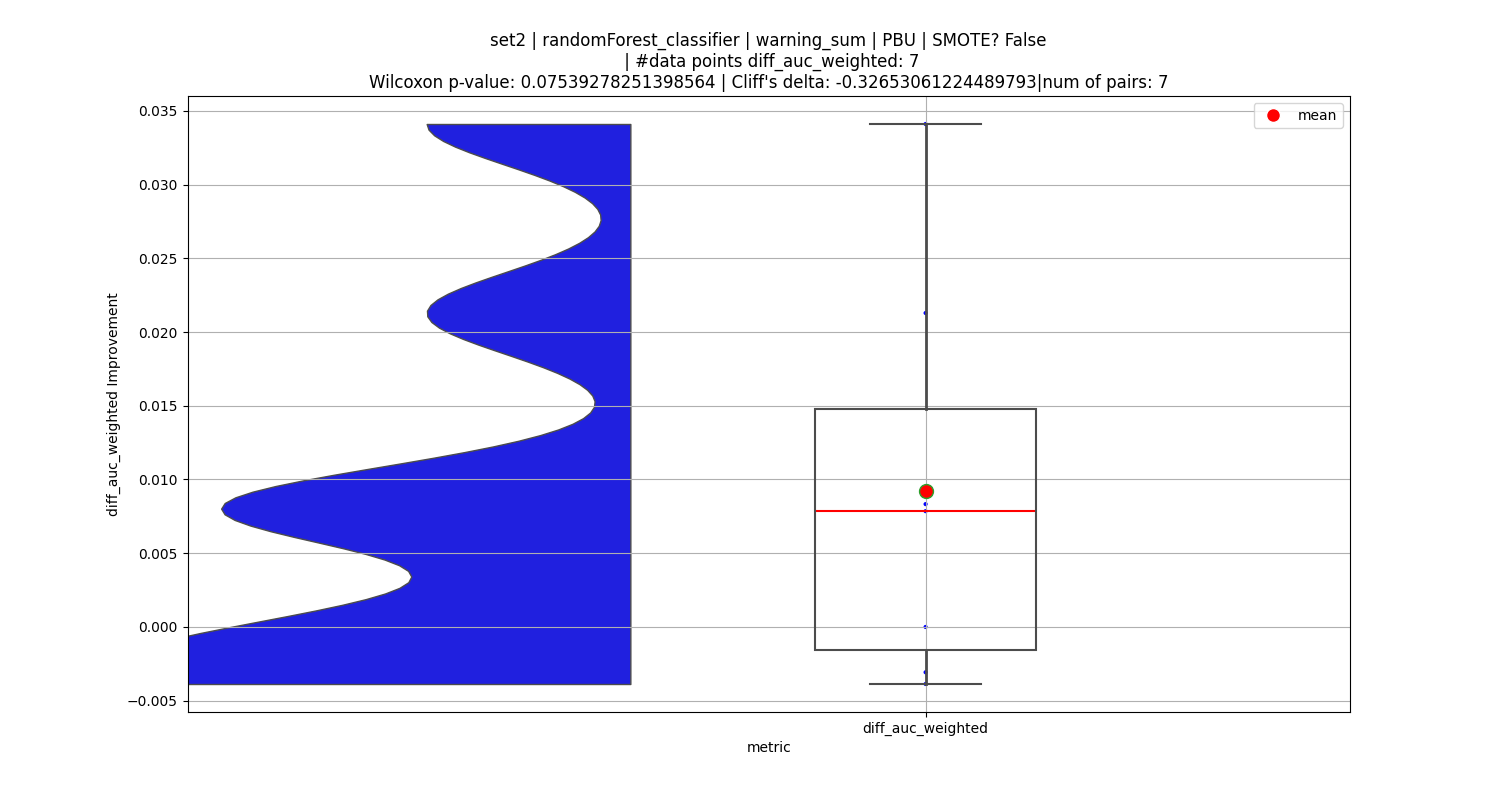 set2 | randomForest_classifier | warning_sum | PBU | SMOTE? False
| #data points diff_auc_weighted: 7
Wilcoxon p-value: 0.07539278251398564 | Cliff's delta: -0.32653061224489793|num of pairs: 7
mean
0.035
0.030
0.025
0.020
0.015
0.010
0.005
0.000
−0.005
diff_auc_weighted Improvement
diff_auc_weighted
metric